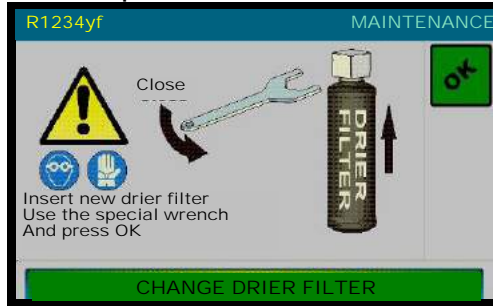 R1234yf MAINTENANCE
Close
OK
DRIER
FILTER
Insert new drier filter
Use the special wrench
And press OK
CHANGE DRIER FILTER